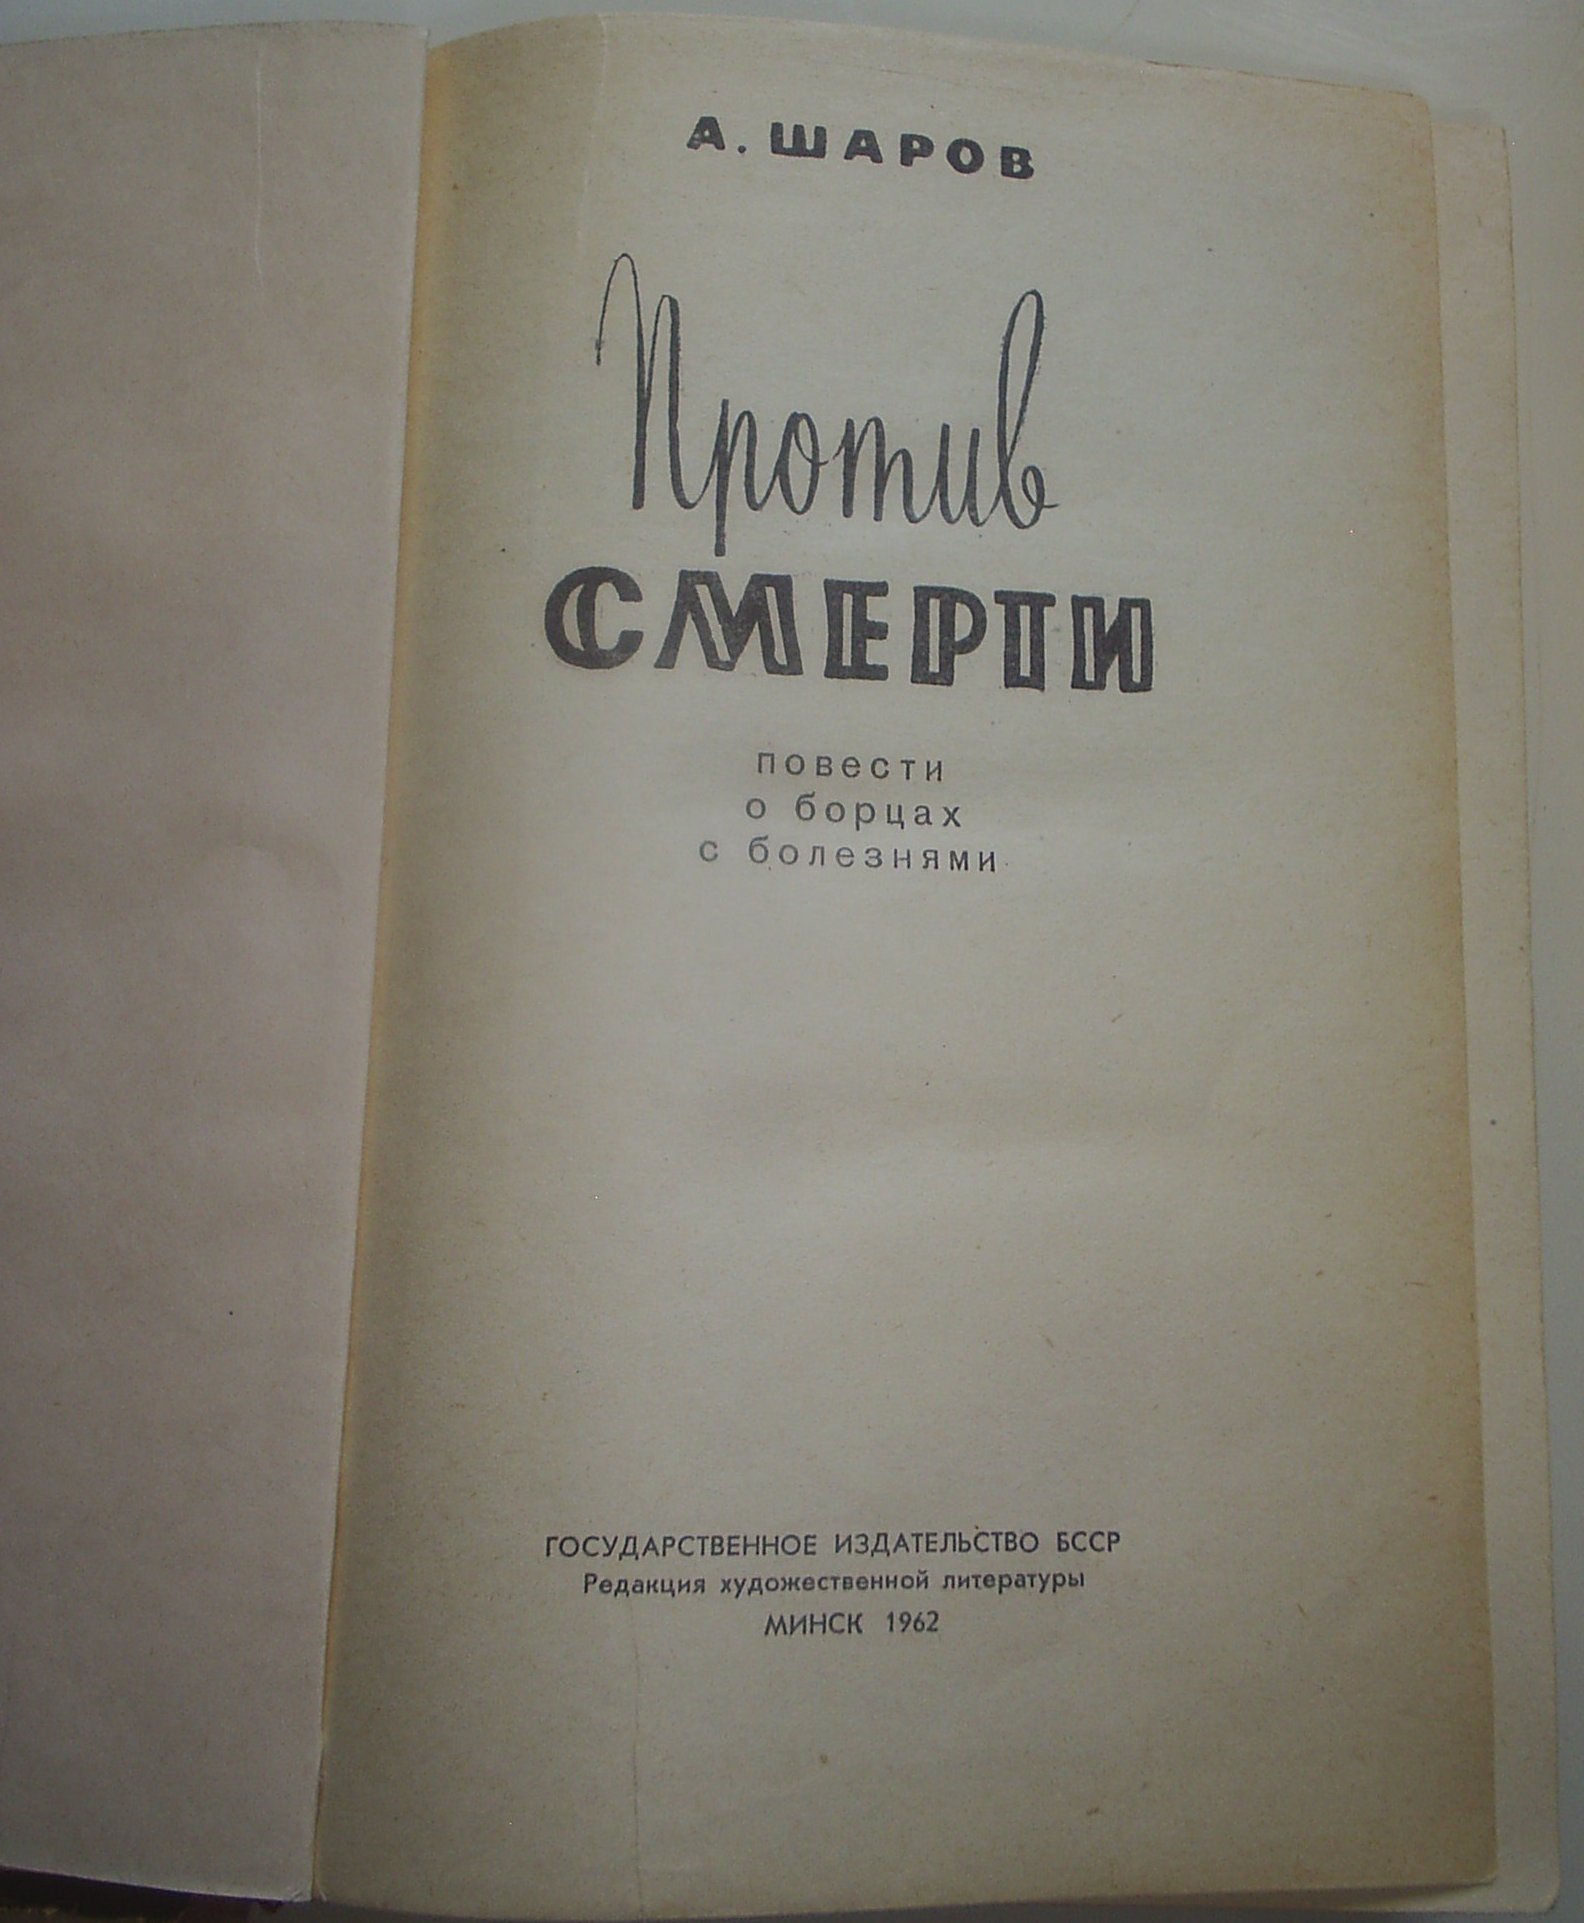 А. ШАРОВ
Против
СМЕРТИ
повести
о борцах
с болезнями
ГОСУДАРСТВЕННОЕ ИЗДАТЕЛЬСТВО БССР
Редакция художественной литературы
МИНСК 1962